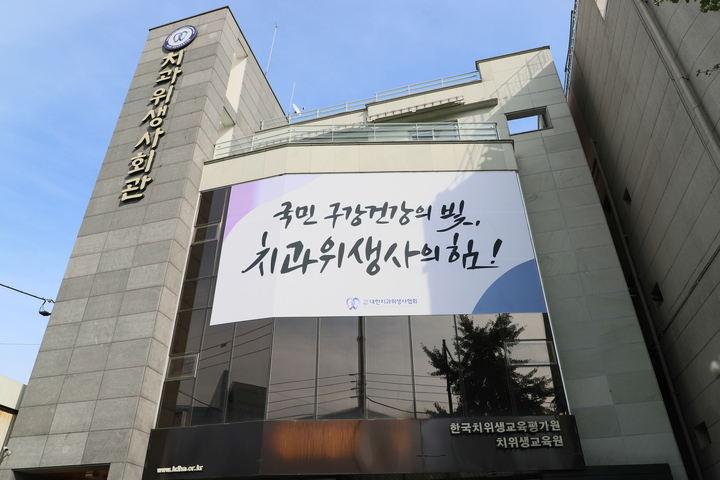 치과위생사회관
국민 구강건강의 빛,
치과위생사의 힘!
대한치과위생사협회
한국치위생교육평가원
치위생교육원
www.kdha.or.kr